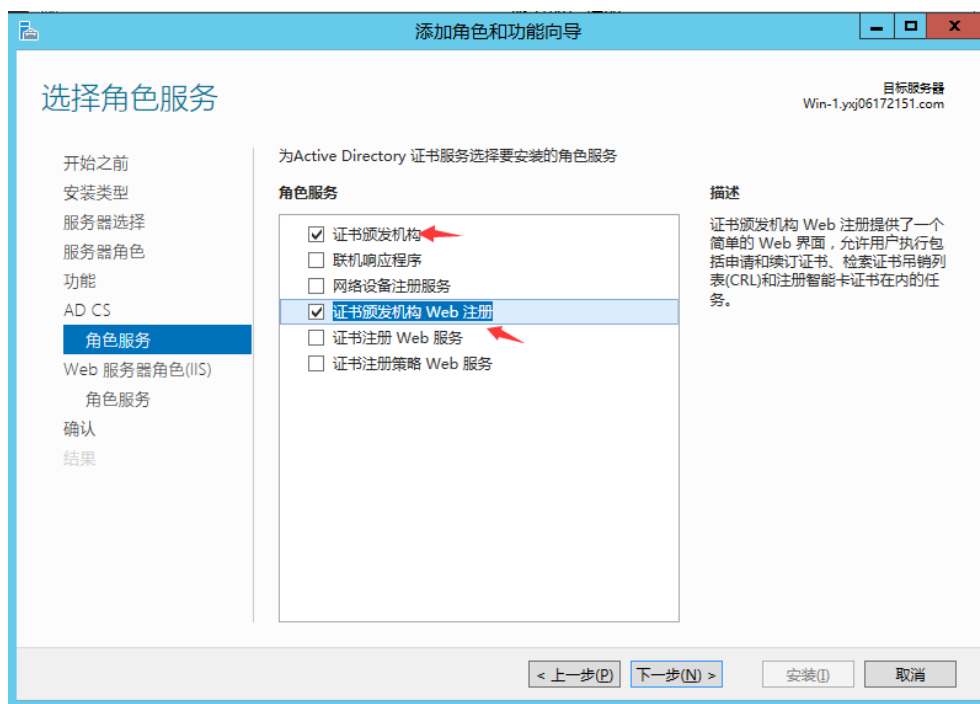 添加角色和功能向导
选择角色服务
目标服务器
Win-1.yxj06172151.com
开始之前
安装类型
服务器选择
服务器角色
功能
AD CS
角色服务
Web 服务器角色(IIS)
角色服务
确认
结果
为Active Directory 证书服务选择要安装的角色服务
角色服务
证书颁发机构
联机响应程序
网络设备注册服务
证书颁发机构 Web 注册
证书注册 Web 服务
证书注册策略 Web 服务
描述
证书颁发机构 Web 注册提供了一个
简单的 Web 界面，允许用户执行包
括申请和续订证书、检索证书吊销列
表(CRL)和注册智能卡证书在内的任
务。
< 上一步(P)
下一步(N) >
安装(I)
取消